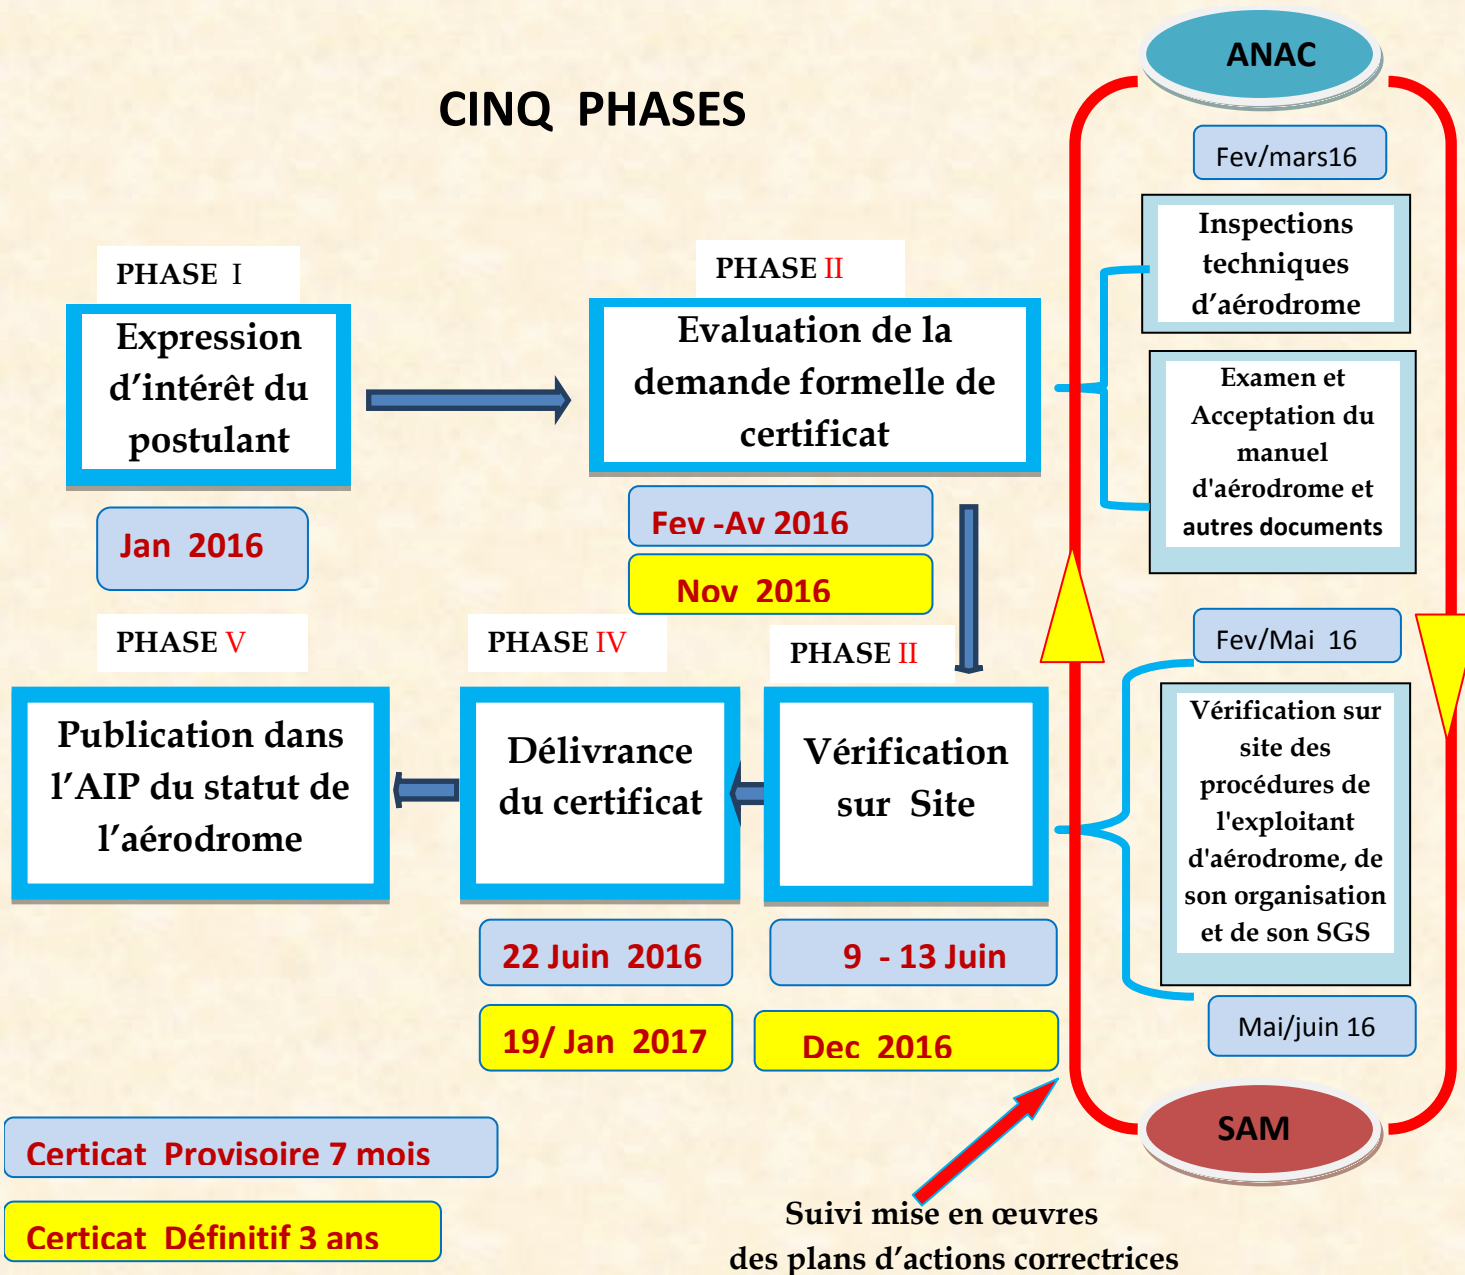 CINQ PHASES
PHASE I
Expression
d’intérêt du
postulant
Jan 2016
PHASE II
Evaluation de la
demande formelle de
certificat
Fev -Av 2016
Nov 2016
PHASE II
Vérification
sur Site
9 - 13 Juin
Dec 2016
PHASE IV
Délivrance
du certificat
22 Juin 2016
19/ Jan 2017
PHASE V
Publication dans
l’AIP du statut de
l’aérodrome
Certicat Provisoire 7 mois
Certicat Définitif 3 ans
ANAC
Fev/mars16
Inspections
techniques
d’aérodrome
Examen et
Acceptation du
manuel
d'aérodrome et
autres documents
Fev/Mai 16
Vérification sur
site des
procédures de
l'exploitant
d'aérodrome, de
son organisation
et de son SGS
Mai/juin 16
SAM
Suivi mise en œuvres
des plans d’actions correctrices